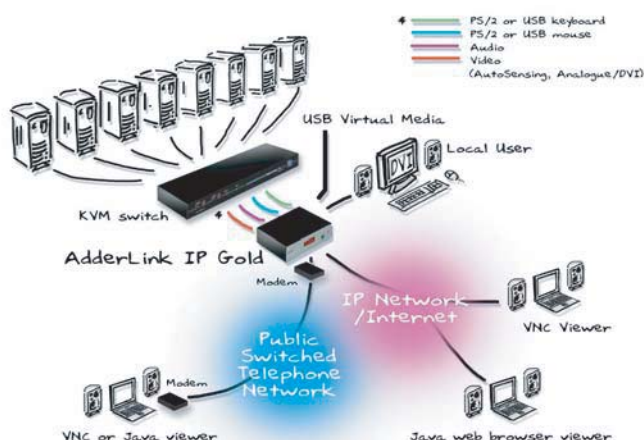 4
PS/2 or USB keyboard
PS/2 or USB mouse
Audio
Video
(AutoSensing, Analogue/DVI)
USB Virtual Media
DVI
Local User
KVM switch
4
AdderLink IP Gold
Modem
IP Network
/Internet
VNC Viewer
Public
Switched
Telephone
Network
Modem
VNC or Java viewer
Java web browser viewer